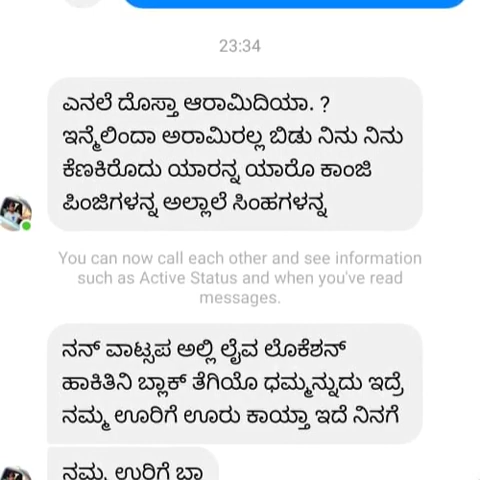 23:34
ಎನಲೆ ದೊಸ್ತಾ ಆರಾಮಿದಿಯಾ. ?
ಇನ್ಮೆಲಿಂದಾ ಅರಾಮಿರಲ್ಲ ಬಿಡು ನಿನು ನಿನು
ಕೆಣಕಿರೊದು ಯಾರನ್ನ ಯಾರೊ ಕಾಂಜಿ
ಪಿಂಜಿಗಳನ್ನ ಅಲ್ಲಾಲೆ ಸಿಂಹಗಳನ್ನ
You can now call each other and see information
such as Active Status and when you've read
messages.
ನನ್ ವಾಟ್ಸಪ ಅಲ್ಲಿ ಲೈವ ಲೊಕೆಶನ್
ಹಾಕಿತಿನಿ ಬ್ಲಾಕ್ ತೆಗಿಯೊ ಧಮ್ಮನ್ನುದು ಇದ್ರೆ
ನಮ್ಮ ಊರಿಗೆ ಊರು ಕಾಯ್ತಾ ಇದೆ ನಿನಗೆ
ನಮ್ಮ ಊರಿಗೆ ಬಾ